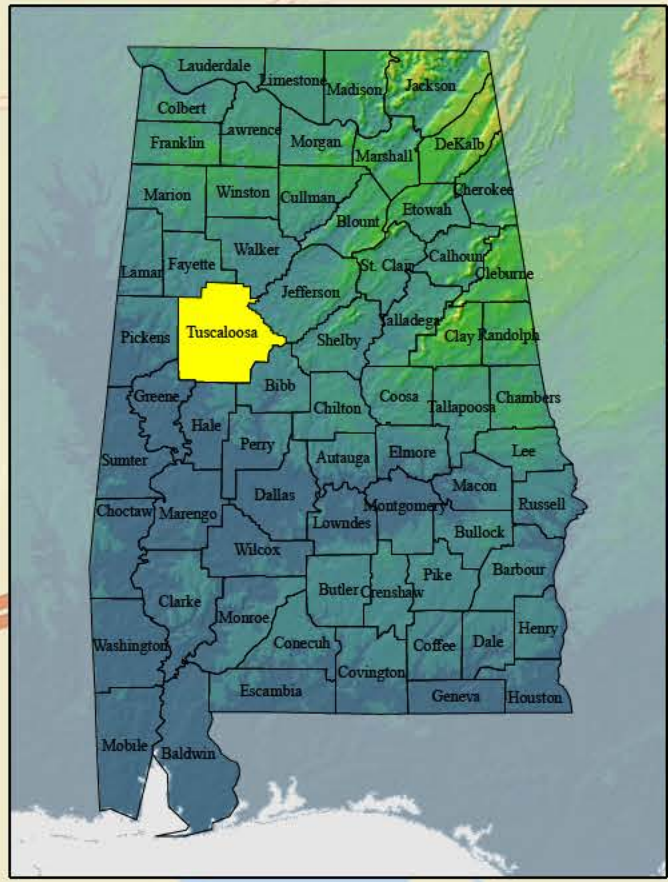 Lauderdale
Limestone
Madison
Jackson
Colbert
Lawrence
Franklin
Morgan
Marshall
DeKalb
Marion
Winston
Cullman
Cherokee
Blount
Etowah
Lamar
Fayette
Walker
Jefferson
St. Clair
Calhoun
Cleburne
Pickens
Tuscaloosa
Shelby
Talladega
Clay
Randolph
Greene
Bibb
Chilton
Coosa
Tallapoosa
Chambers
Hale
Perry
Autauga
Elmore
Lee
Sumter
Dallas
Macon
Choctaw
Marengo
Lowndes
Montgomery
Russell
Bullock
Wilcox
Clarke
Monroe
Butler
Crenshaw
Pike
Barbour
Washington
Conecuh
Covington
Coffee
Dale
Henry
Escambia
Geneva
Houston
Mobile
Baldwin